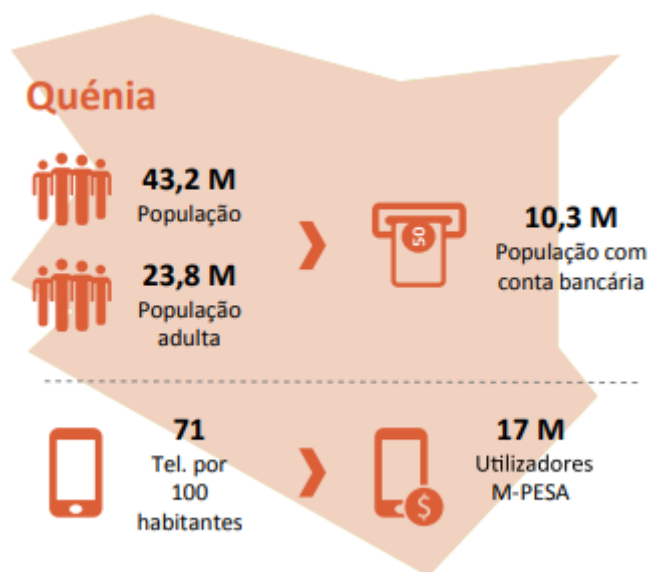 Quénia
43,2 M
População
23,8 M
População
adulta
50
10,3 M
População com
conta bancária
71
Tel. por
100
habitantes
17 M
Utilizadores
M-PESA
$